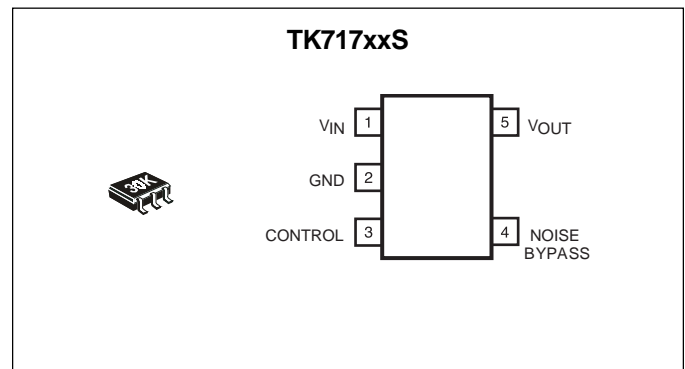 TK717xxS
VIN 1
5 VOUT
GND 2
CONTROL 3
4 NOISE
BYPASS
30K